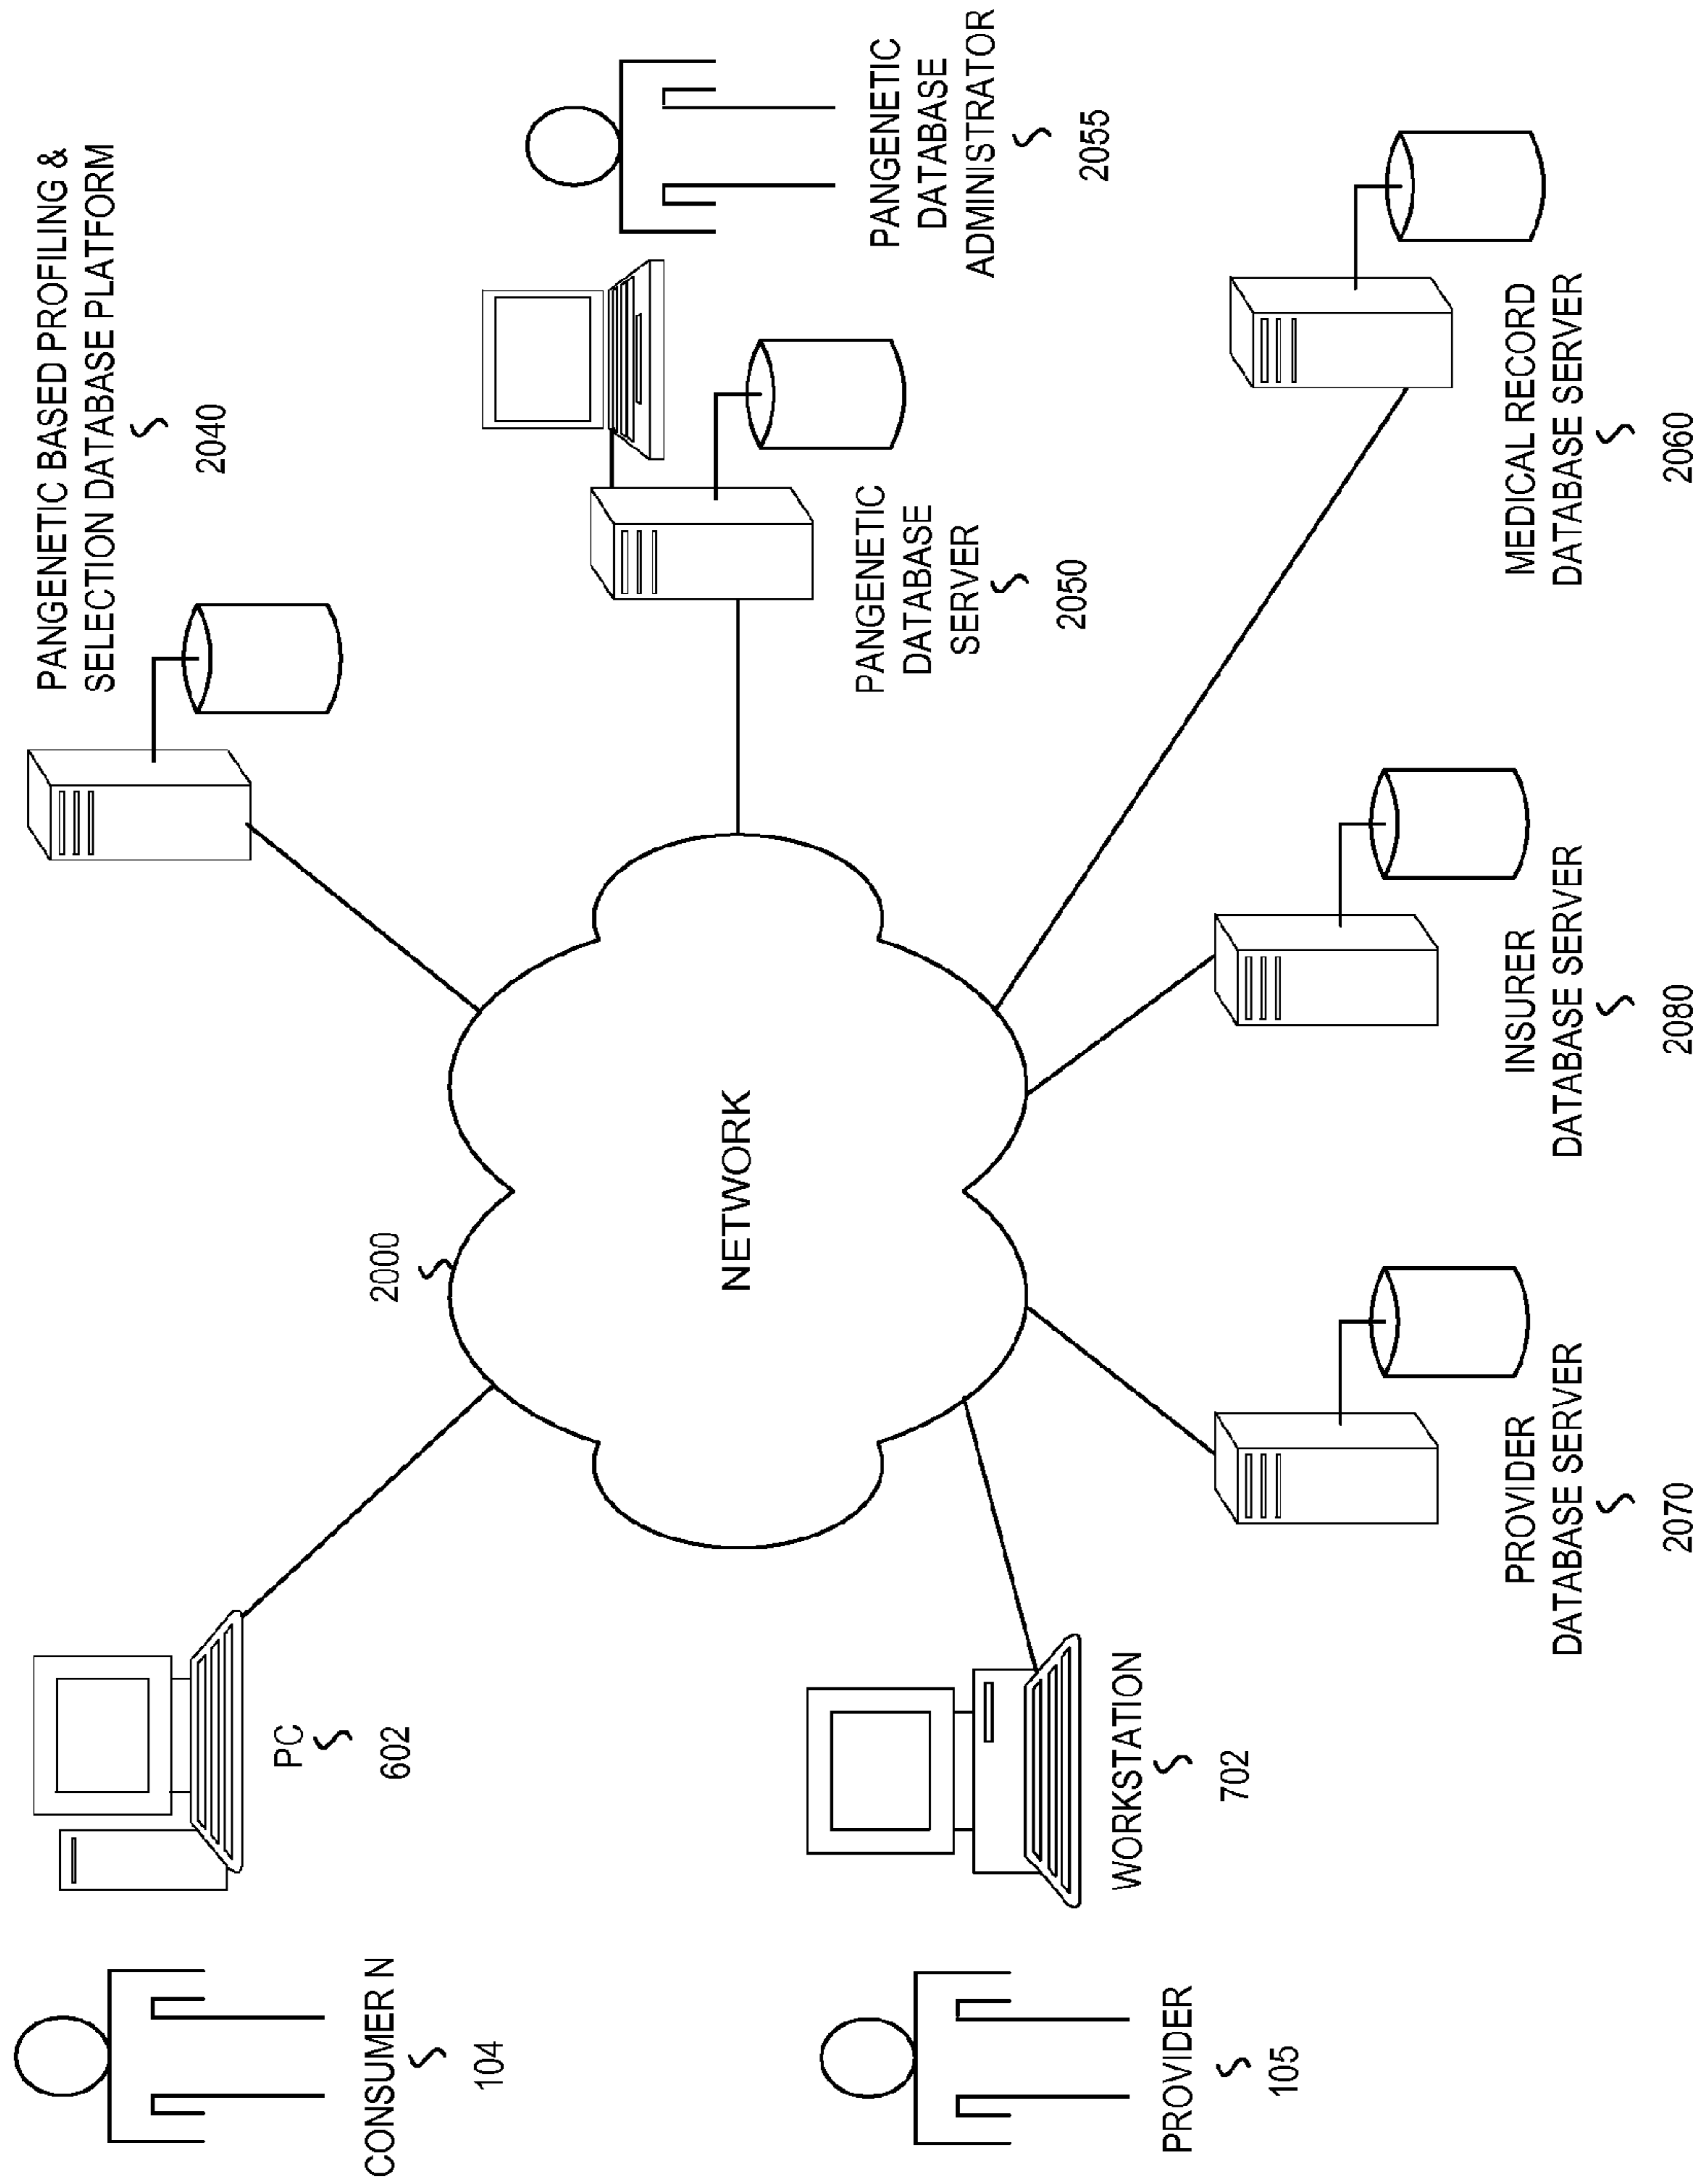 PANGENETIC BASED PROFILING &
SELECTION DATABASE PLATFORM
2040
PC
602
2000
CONSUMER N
104
NETWORK
PANGENETIC
DATABASE
SERVER
2050
PANGENETIC
DATABASE
ADMINISTRATOR
2055
PROVIDER
105
WORKSTATION
702
PROVIDER
DATABASE SERVER
2070
INSURER
DATABASE SERVER
2080
MEDICAL RECORD
DATABASE SERVER
2060